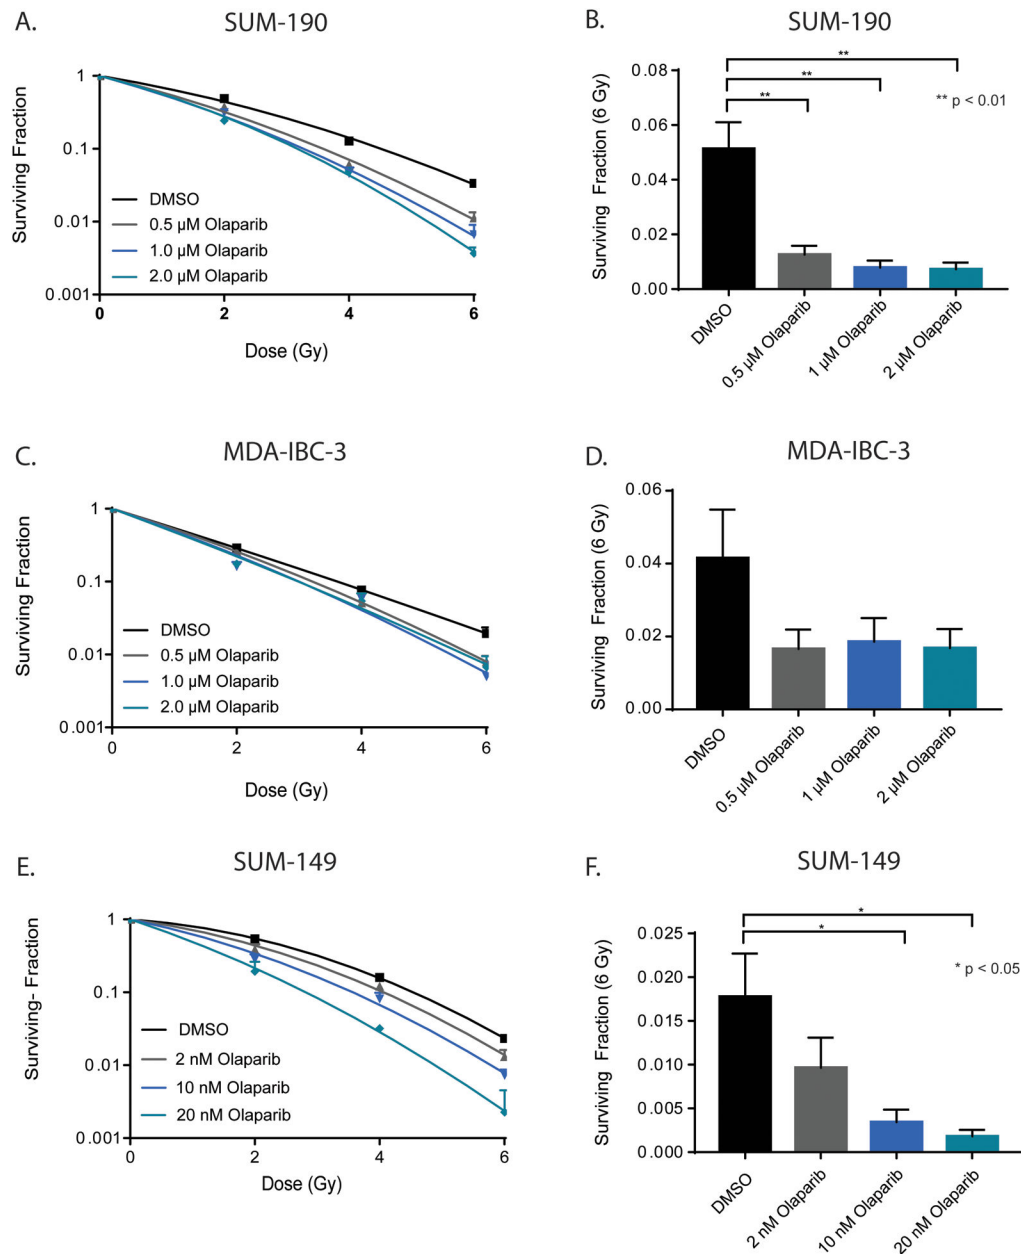 A.
SUM-190
Surviving Fraction
1
0.1
0.01
0.001
DMSO
0.5 µM Olaparib
1.0 µM Olaparib
2.0 µM Olaparib
0
2
4
6
Dose (Gy)
B.
SUM-190
Surviving Fraction (6 Gy)
0.08
0.06
0.04
0.02
0.00
**
**
**
** p < 0.01
DMSO
0.5 µM Olaparib
1 µM Olaparib
2 µM Olaparib
C.
MDA-IBC-3
Surviving Fraction
1
0.1
0.01
0.001
DMSO
0.5 µM Olaparib
1.0 µM Olaparib
2.0 µM Olaparib
0
2
4
6
Dose (Gy)
D.
MDA-IBC-3
Surviving Fraction (6 Gy)
0.06
0.04
0.02
0.00
DMSO
0.5 µM Olaparib
1 µM Olaparib
2 µM Olaparib
E.
SUM-149
Surviving- Fraction
1
0.1
0.01
0.001
DMSO
2 nM Olaparib
10 nM Olaparib
20 nM Olaparib
0
2
4
6
Dose (Gy)
F.
SUM-149
Surviving Fraction (6 Gy)
0.025
0.020
0.015
0.010
0.005
0.000
*
*
* p < 0.05
DMSO
2 nM Olaparib
10 nM Olaparib
20 nM Olaparib